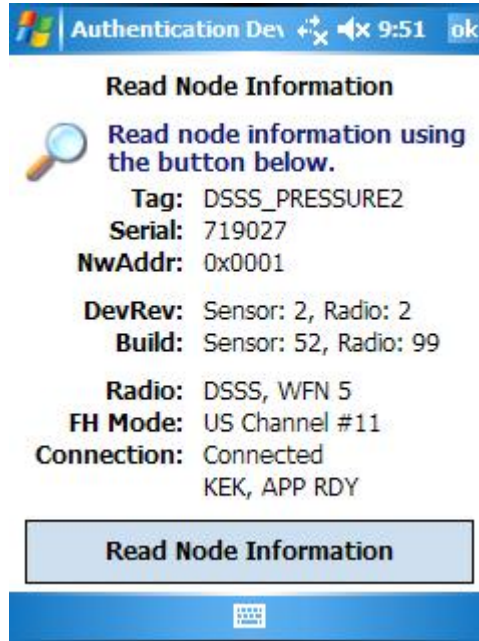 Authentication Dev 9:51 ok
Read Node Information
Read node information using
the button below.
Tag: DSSS_PRESSURE2
Serial: 719027
NwAddr: 0x0001
DevRev: Sensor: 2, Radio: 2
Build: Sensor: 52, Radio: 99
Radio: DSSS, WFN 5
FH Mode: US Channel #11
Connection: Connected
KEK, APP RDY
Read Node Information